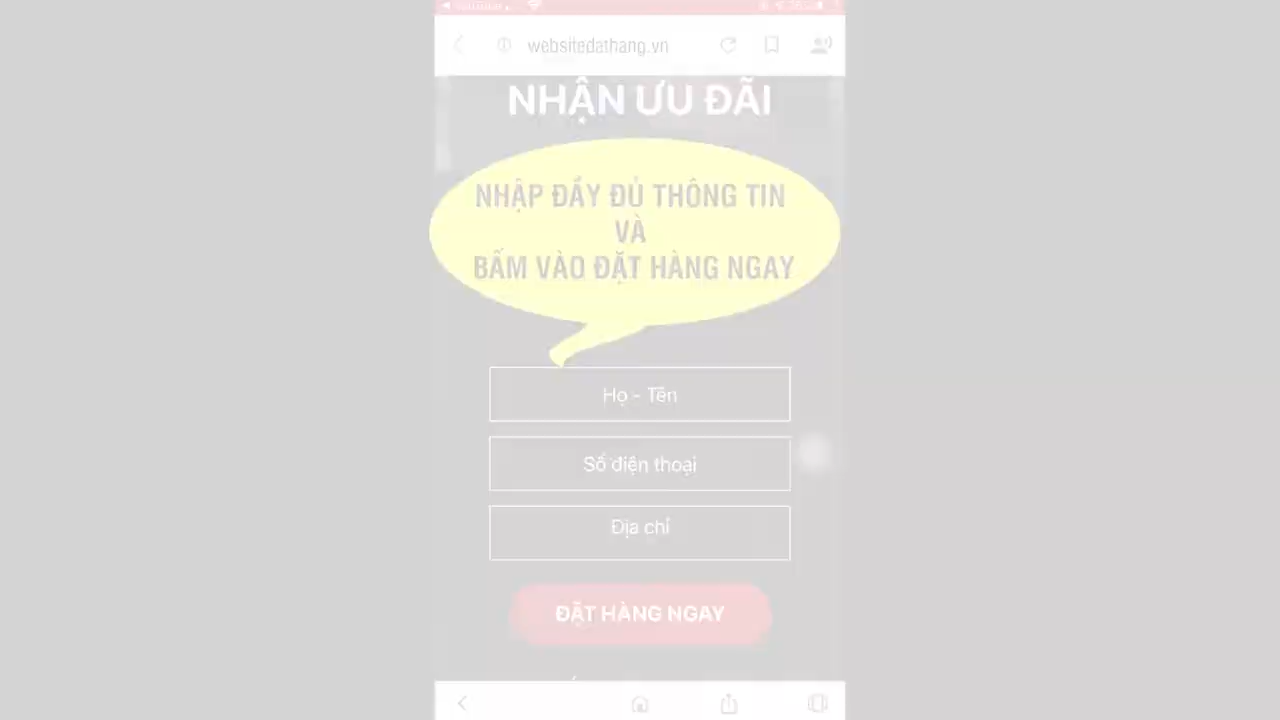 websitedathang.vn
NHẬN ƯU ĐÃI
NHẬP ĐẦY ĐỦ THÔNG TIN
VÀ
BẤM VÀO ĐẶT HÀNG NGAY
Họ - Tên
Số điện thoại
Địa chỉ
ĐẶT HÀNG NGAY